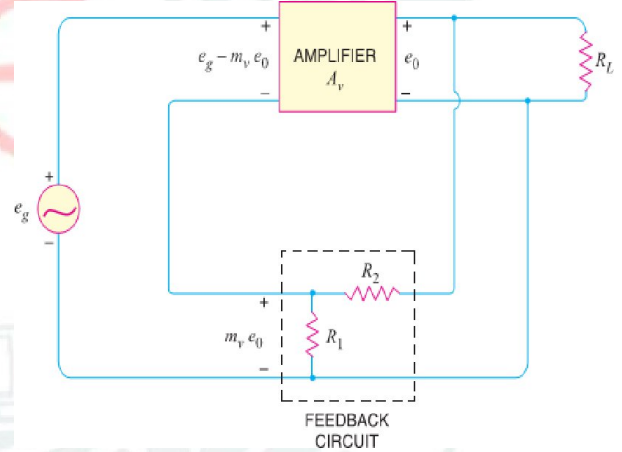 + +
e_g – m_v e_0 AMPLIFIER e_0 R_L
A_v
– –
+
e_g
–
R_2
+
m_v e_0 R_1
–
FEEDBACK
CIRCUIT